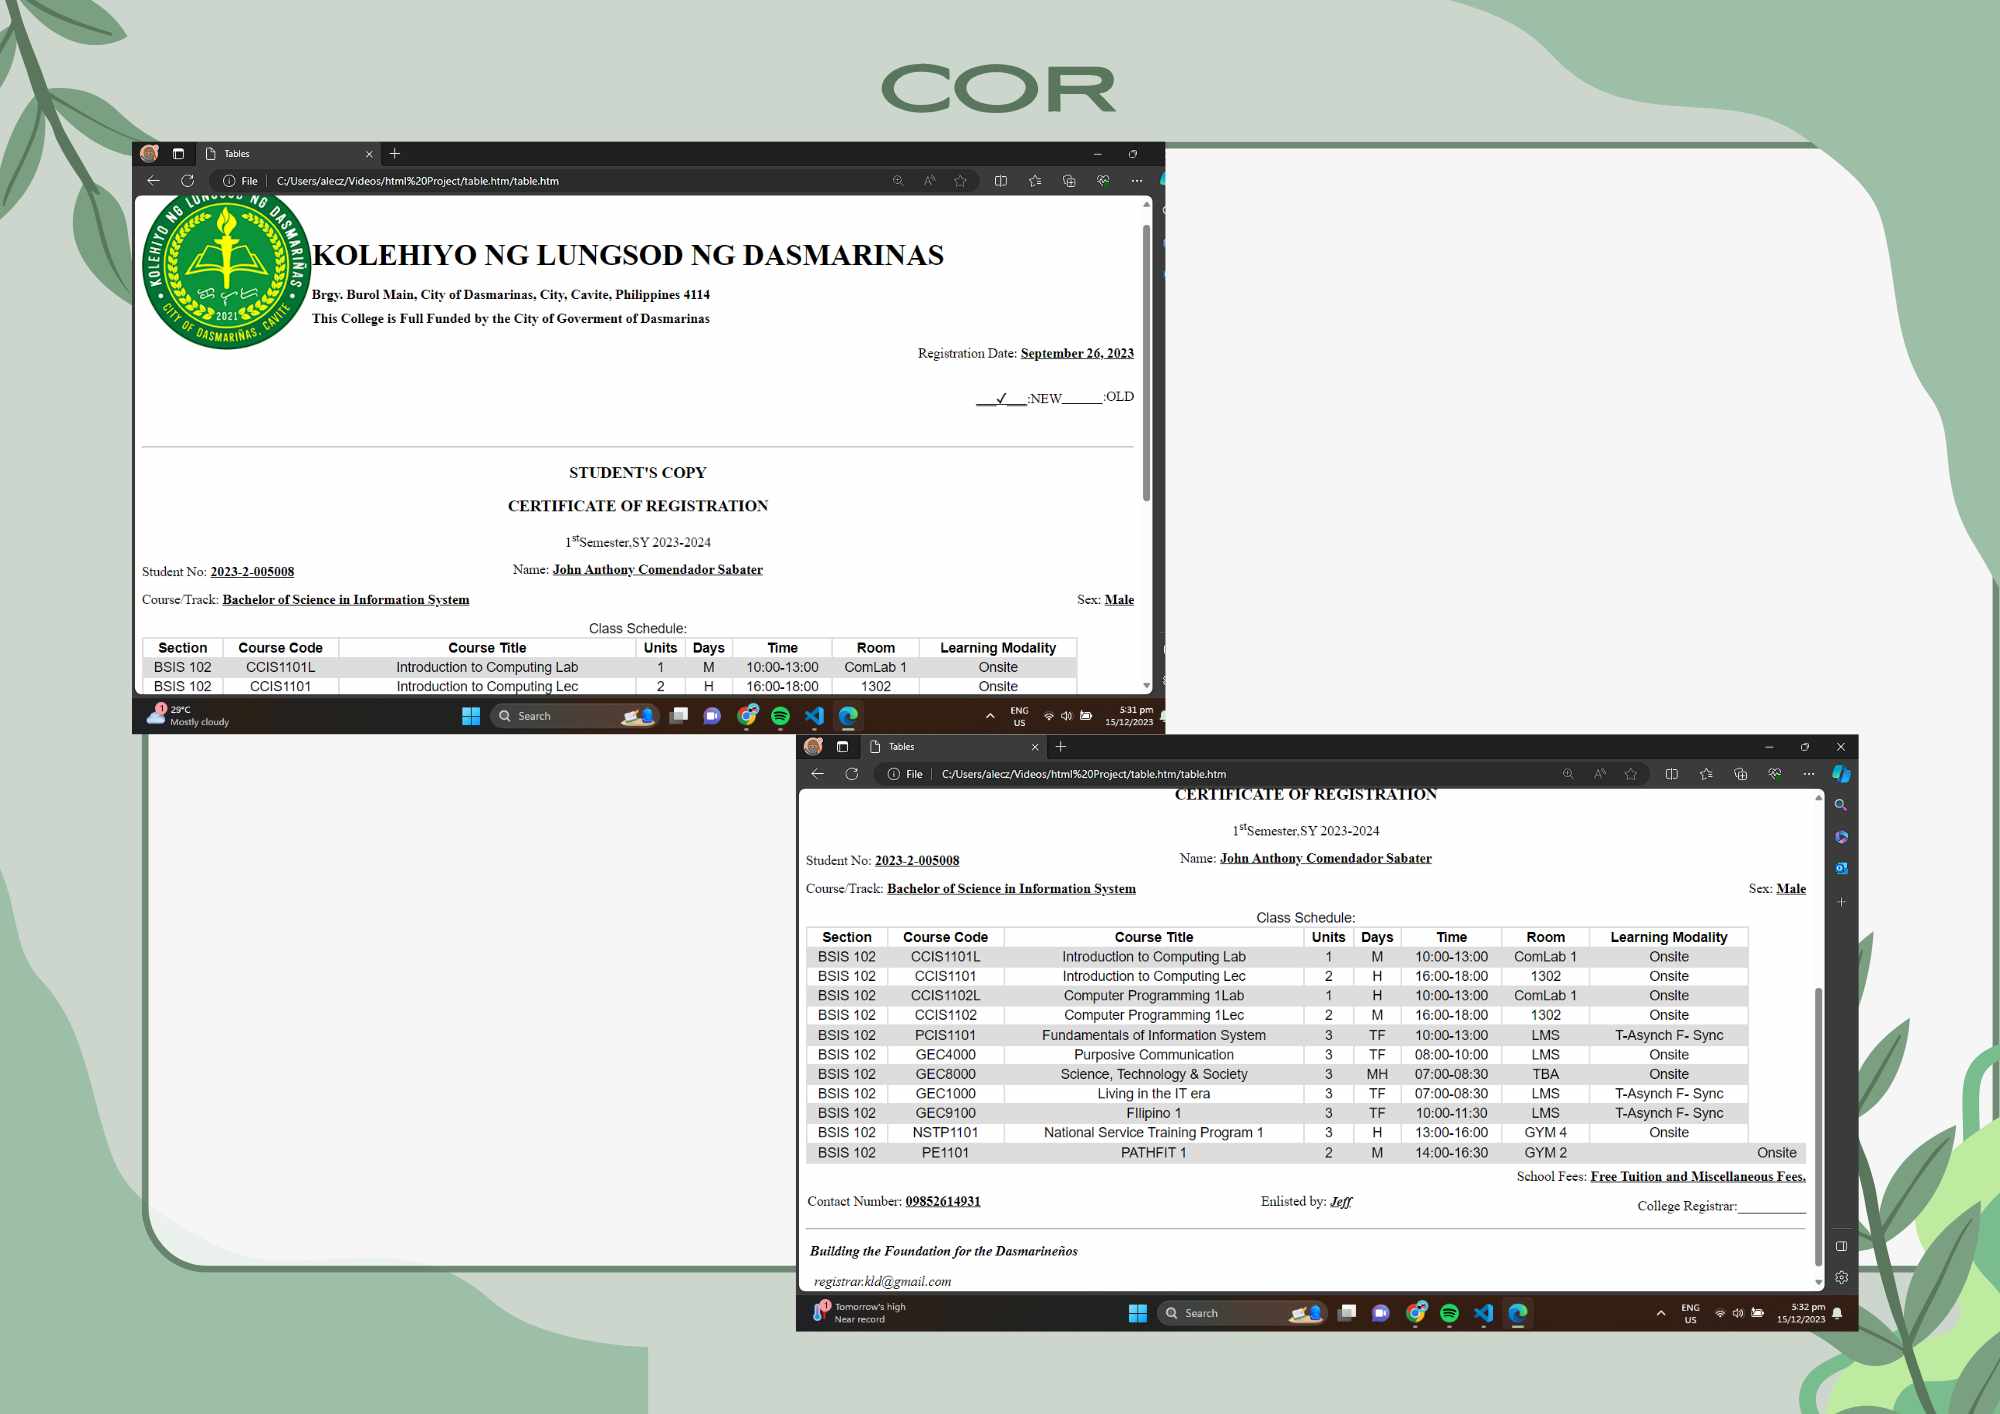 COR
Tables
File C:/Users/alecz/Videos/html%20Project/table.htm/table.htm
KOLEHIYO NG LUNGSOD NG DASMARIÑAS
2021
CITY OF DASMARIÑAS, CAVITE
KOLEHIYO NG LUNGSOD NG DASMARINAS
Brgy. Burol Main, City of Dasmarinas, City, Cavite, Philippines 4114
This College is Full Funded by the City of Goverment of Dasmarinas
Registration Date: September 26, 2023
___✓___:NEW______:OLD
STUDENT'S COPY
CERTIFICATE OF REGISTRATION
1stSemester,SY 2023-2024
Student No: 2023-2-005008 Name: John Anthony Comendador Sabater
Course/Track: Bachelor of Science in Information System Sex: Male
Class Schedule:
Section Course Code Course Title Units Days Time Room Learning Modality
BSIS 102 CCIS1101L Introduction to Computing Lab 1 M 10:00-13:00 ComLab 1 Onsite
BSIS 102 CCIS1101 Introduction to Computing Lec 2 H 16:00-18:00 1302 Onsite
1 29°C
Mostly cloudy
Search
ENG
US
5:31 pm
15/12/2023
Tables
File C:/Users/alecz/Videos/html%20Project/table.htm/table.htm
CERTIFICATE OF REGISTRATION
1stSemester,SY 2023-2024
Student No: 2023-2-005008 Name: John Anthony Comendador Sabater
Course/Track: Bachelor of Science in Information System Sex: Male
Class Schedule:
Section Course Code Course Title Units Days Time Room Learning Modality
BSIS 102 CCIS1101L Introduction to Computing Lab 1 M 10:00-13:00 ComLab 1 Onsite
BSIS 102 CCIS1101 Introduction to Computing Lec 2 H 16:00-18:00 1302 Onsite
BSIS 102 CCIS1102L Computer Programming 1Lab 1 H 10:00-13:00 ComLab 1 Onsite
BSIS 102 CCIS1102 Computer Programming 1Lec 2 M 16:00-18:00 1302 Onsite
BSIS 102 PCIS1101 Fundamentals of Information System 3 TF 10:00-13:00 LMS T-Asynch F- Sync
BSIS 102 GEC4000 Purposive Communication 3 TF 08:00-10:00 LMS Onsite
BSIS 102 GEC8000 Science, Technology & Society 3 MH 07:00-08:30 TBA Onsite
BSIS 102 GEC1000 Living in the IT era 3 TF 07:00-08:30 LMS T-Asynch F- Sync
BSIS 102 GEC9100 FIlipino 1 3 TF 10:00-11:30 LMS T-Asynch F- Sync
BSIS 102 NSTP1101 National Service Training Program 1 3 H 13:00-16:00 GYM 4 Onsite
BSIS 102 PE1101 PATHFIT 1 2 M 14:00-16:30 GYM 2 Onsite
School Fees: Free Tuition and Miscellaneous Fees.
Contact Number: 09852614931 Enlisted by: Jeff College Registrar:__________
Building the Foundation for the Dasmarineños
registrar.kld@gmail.com
1 Tomorrow's high
Near record
Search
ENG
US
5:32 pm
15/12/2023